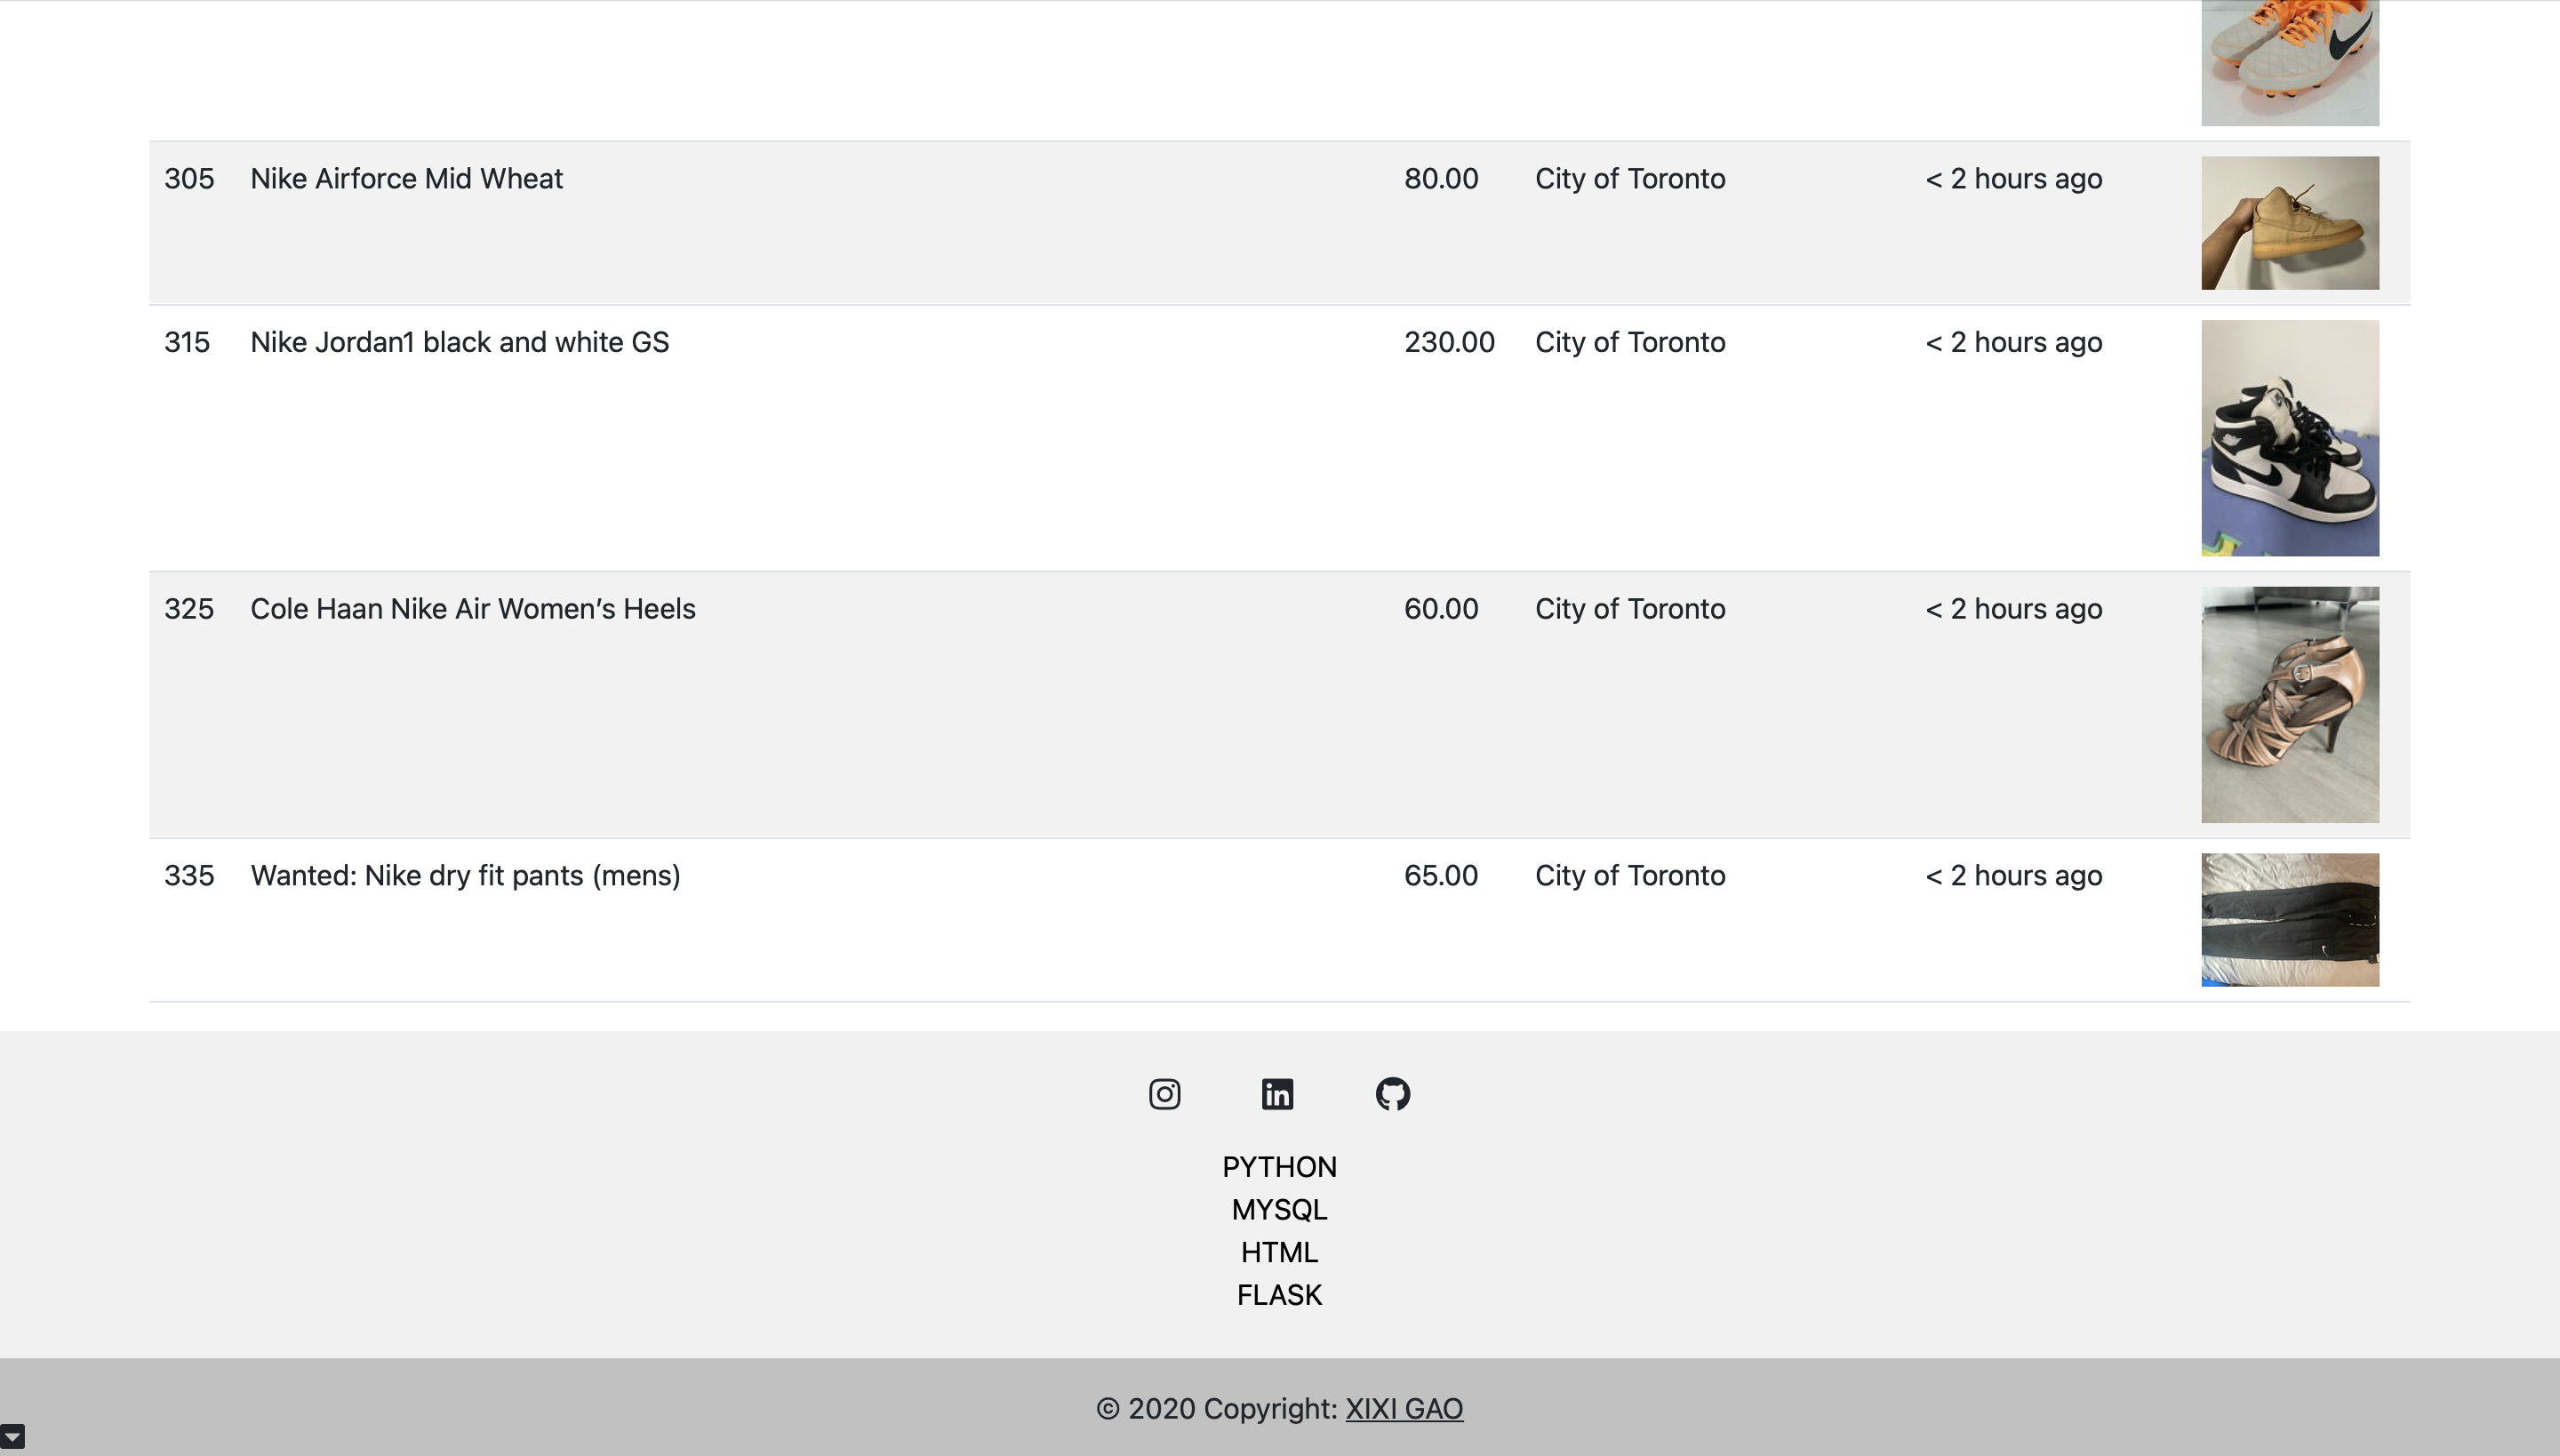 305 Nike Airforce Mid Wheat 80.00 City of Toronto < 2 hours ago
315 Nike Jordan1 black and white GS 230.00 City of Toronto < 2 hours ago
325 Cole Haan Nike Air Women’s Heels 60.00 City of Toronto < 2 hours ago
335 Wanted: Nike dry fit pants (mens) 65.00 City of Toronto < 2 hours ago
in
PYTHON
MYSQL
HTML
FLASK
© 2020 Copyright: XIXI GAO